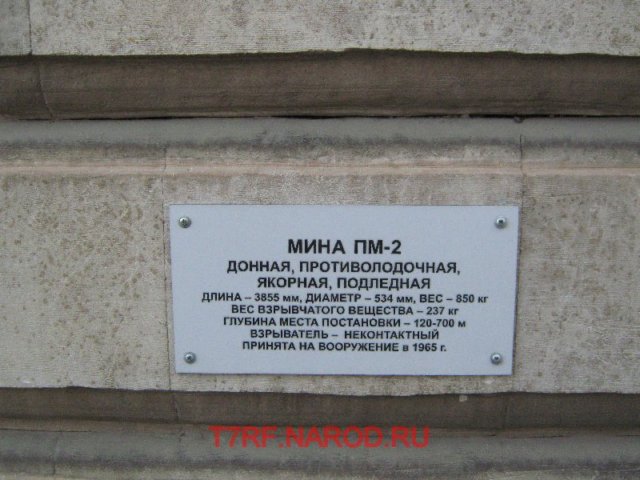 МИНА ПМ-2
ДОННАЯ, ПРОТИВОЛОДОЧНАЯ,
ЯКОРНАЯ, ПОДЛЕДНАЯ
ДЛИНА – 3855 мм, ДИАМЕТР – 534 мм, ВЕС – 850 кг
ВЕС ВЗРЫВЧАТОГО ВЕЩЕСТВА – 237 кг
ГЛУБИНА МЕСТА ПОСТАНОВКИ – 120-700 м
ВЗРЫВАТЕЛЬ – НЕКОНТАКТНЫЙ
ПРИНЯТА НА ВООРУЖЕНИЕ в 1965 г.
T7RF.NAROD.RU